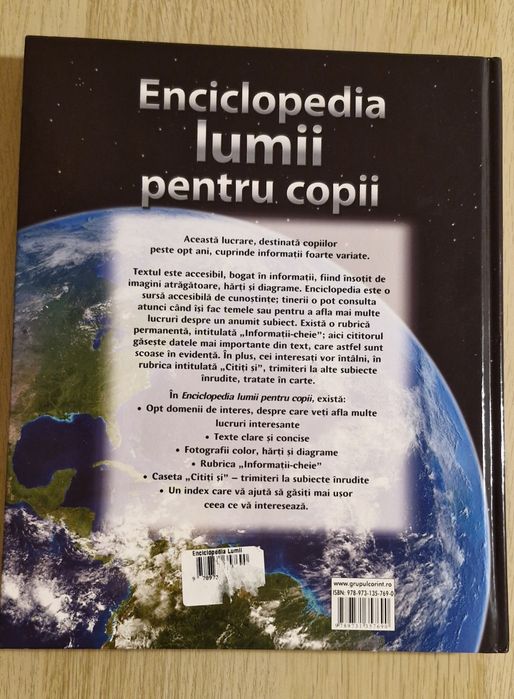 Enciclopedia
lumii
pentru copii
Această lucrare, destinată copiilor
peste opt ani, cuprinde informații foarte variate.
Textul este accesibil, bogat în informații, fiind însoțit de
imagini atrăgătoare, hărți și diagrame. Enciclopedia este o
sursă accesibilă de cunoștințe; tinerii o pot consulta
atunci când își fac temele sau pentru a afla mai multe
lucruri despre un anumit subiect. Există o rubrică
permanentă, intitulată „Informații-cheie”; aici cititorul
găsește datele mai importante din text, care astfel sunt
scoase în evidență. În plus, cei interesați vor întâlni, în
rubrica intitulată „Citiți și”, trimiteri la alte subiecte
înrudite, tratate în carte.
În Enciclopedia lumii pentru copii, există:
• Opt domenii de interes, despre care veți afla multe
lucruri interesante
• Texte clare și concise
• Fotografii color, hărți și diagrame
• Rubrica „Informații-cheie”
• Caseta „Citiți și” – trimiteri la subiecte înrudite
• Un index care vă ajută să găsiți mai ușor
ceea ce vă interesează.
Enciclopedia Lumii
www.grupulcorint.ro
ISBN: 978-973-135-769-0
9 789731 357690